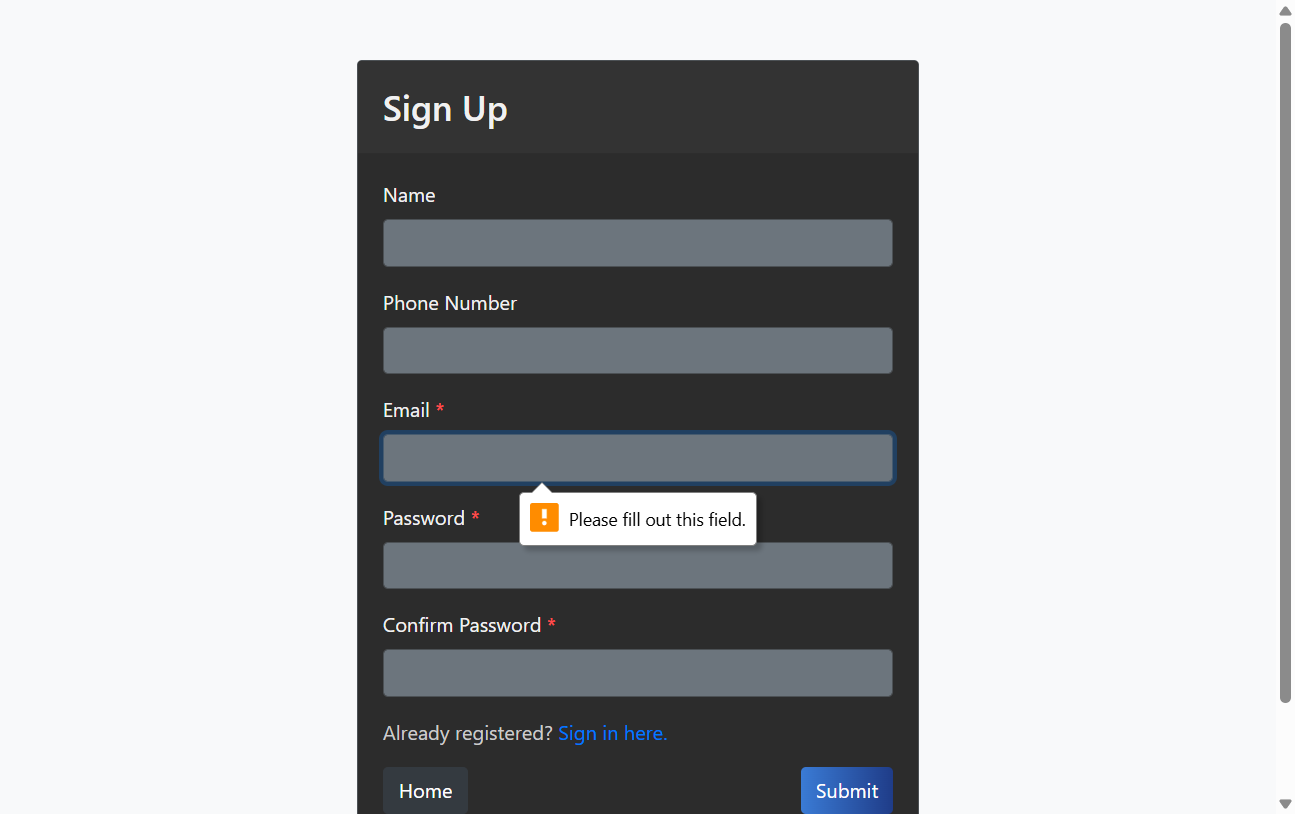 Sign Up
Name
Phone Number
Email *
Please fill out this field.
Password *
Confirm Password *
Already registered? Sign in here.
Home
Submit